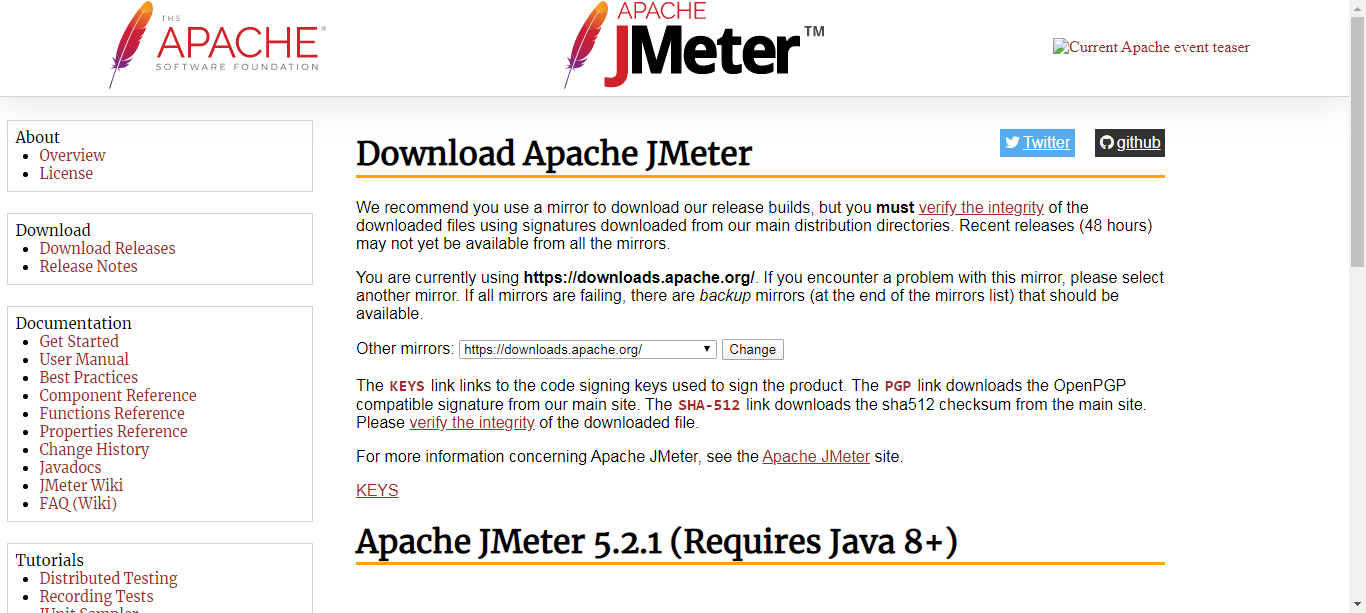 THE
APACHE®
SOFTWARE FOUNDATION
APACHE
JMeter™
Current Apache event teaser
About
Overview
License
Download
Download Releases
Release Notes
Documentation
Get Started
User Manual
Best Practices
Component Reference
Functions Reference
Properties Reference
Change History
Javadocs
JMeter Wiki
FAQ (Wiki)
Tutorials
Distributed Testing
Recording Tests
JUnit Sampler
Twitter
github
Download Apache JMeter
We recommend you use a mirror to download our release builds, but you must verify the integrity of the
downloaded files using signatures downloaded from our main distribution directories. Recent releases (48 hours)
may not yet be available from all the mirrors.
You are currently using https://downloads.apache.org/. If you encounter a problem with this mirror, please select
another mirror. If all mirrors are failing, there are backup mirrors (at the end of the mirrors list) that should be
available.
Other mirrors: https://downloads.apache.org/ Change
The KEYS link links to the code signing keys used to sign the product. The PGP link downloads the OpenPGP
compatible signature from our main site. The SHA-512 link downloads the sha512 checksum from the main site.
Please verify the integrity of the downloaded file.
For more information concerning Apache JMeter, see the Apache JMeter site.
KEYS
Apache JMeter 5.2.1 (Requires Java 8+)